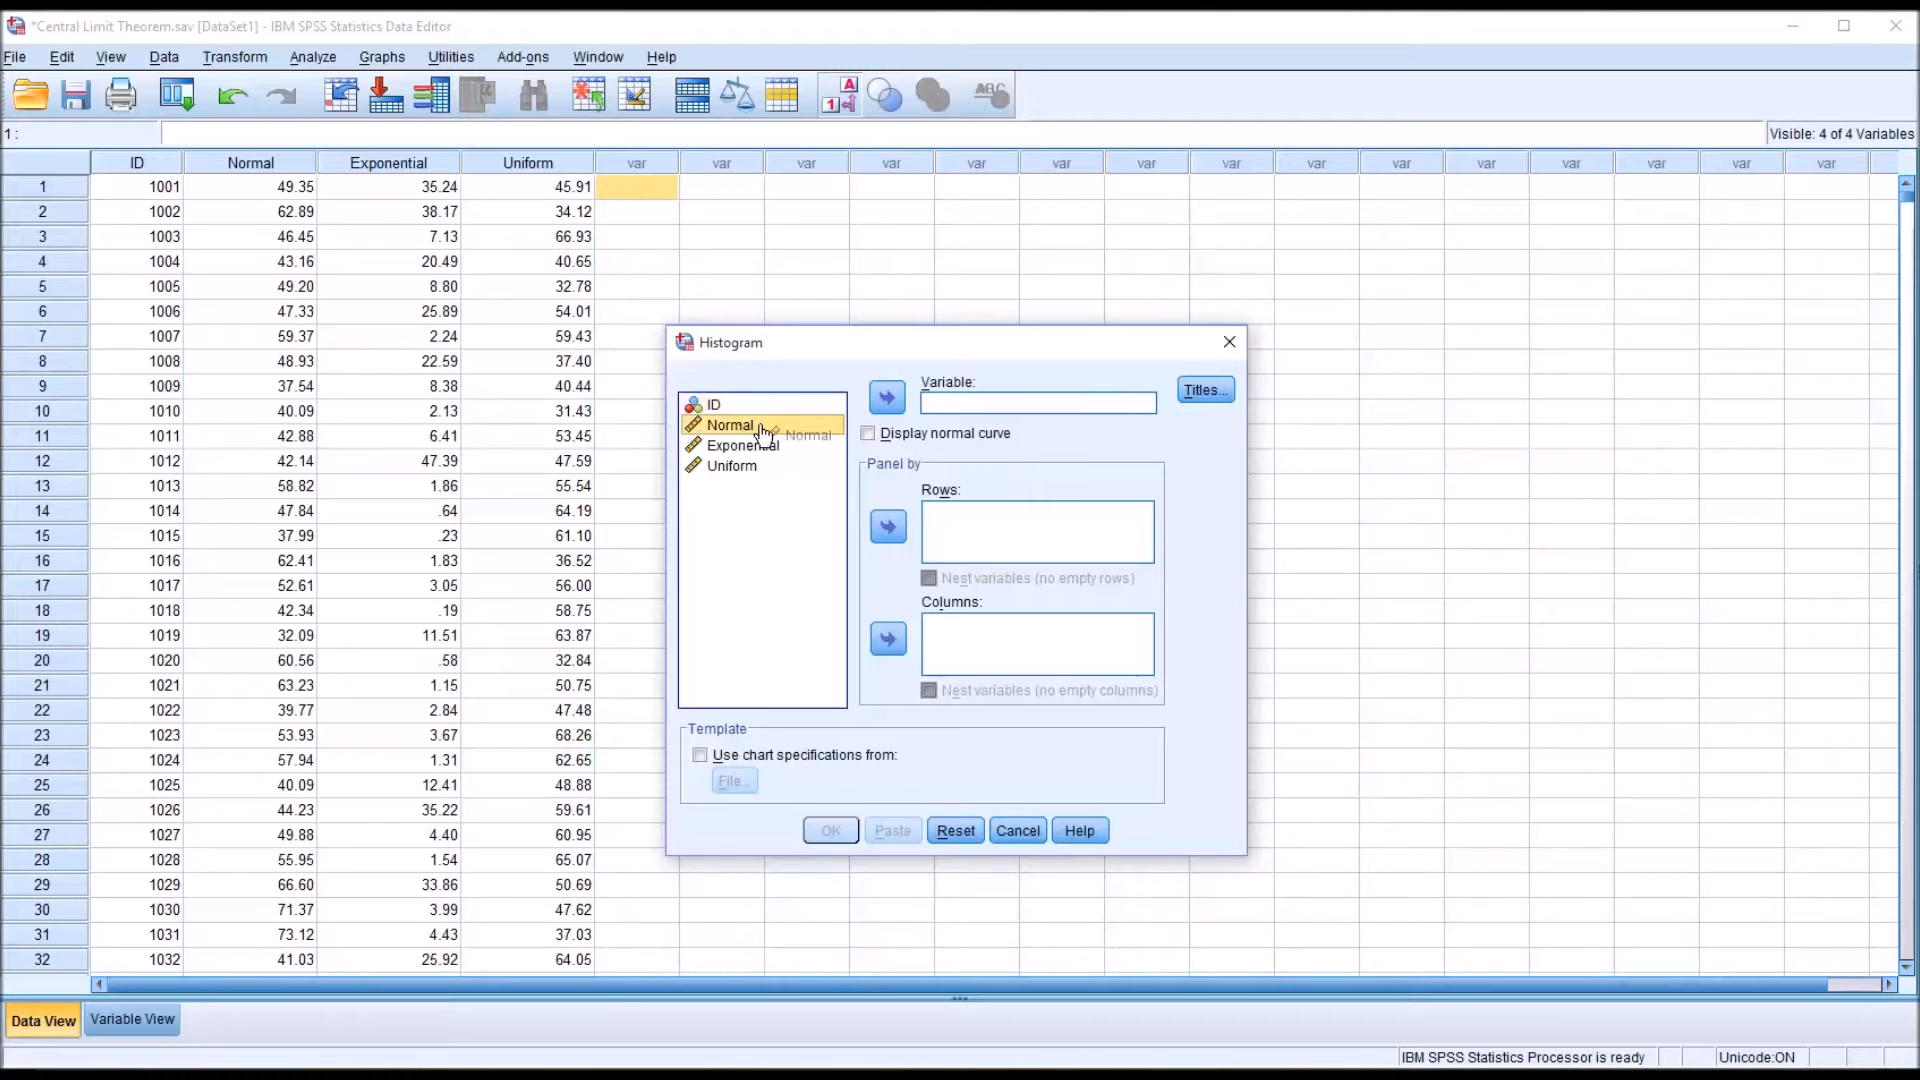 *Central Limit Theorem.sav [DataSet1] - IBM SPSS Statistics Data Editor
File Edit View Data Transform Analyze Graphs Utilities Add-ons Window Help
1 A
ABC
1 :
Visible: 4 of 4 Variables
ID Normal Exponential Uniform var var var var var var var var var var var var var var var
1 1001 49.35 35.24 45.91
2 1002 62.89 38.17 34.12
3 1003 46.45 7.13 66.93
4 1004 43.16 20.49 40.65
5 1005 49.20 8.80 32.78
6 1006 47.33 25.89 54.01
7 1007 59.37 2.24 59.43
8 1008 48.93 22.59 37.40
9 1009 37.54 8.38 40.44
10 1010 40.09 2.13 31.43
11 1011 42.88 6.41 53.45
12 1012 42.14 47.39 47.59
13 1013 58.82 1.86 55.54
14 1014 47.84 .64 64.19
15 1015 37.99 .23 61.10
16 1016 62.41 1.83 36.52
17 1017 52.61 3.05 56.00
18 1018 42.34 .19 58.75
19 1019 32.09 11.51 63.87
20 1020 60.56 .58 32.84
21 1021 63.23 1.15 50.75
22 1022 39.77 2.84 47.48
23 1023 53.93 3.67 68.26
24 1024 57.94 1.31 62.65
25 1025 40.09 12.41 48.88
26 1026 44.23 35.22 59.61
27 1027 49.88 4.40 60.95
28 1028 55.95 1.54 65.07
29 1029 66.60 33.86 50.69
30 1030 71.37 3.99 47.62
31 1031 73.12 4.43 37.03
32 1032 41.03 25.92 64.05
Histogram
ID
Normal
Normal
Exponential
Uniform
Variable:
Titles...
Display normal curve
Panel by
Rows:
Nest variables (no empty rows)
Columns:
Nest variables (no empty columns)
Template
Use chart specifications from:
File...
OK Paste Reset Cancel Help
Data View Variable View
IBM SPSS Statistics Processor is ready Unicode:ON